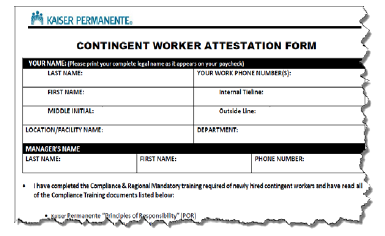 KAISER PERMANENTE®
CONTINGENT WORKER ATTESTATION FORM
YOUR NAME: (Please print your complete legal name as it appears on your paycheck)
LAST NAME: YOUR WORK PHONE NUMBER(S):
FIRST NAME: Internal Tieline:
MIDDLE INITIAL: Outside Line:
LOCATION/FACILITY NAME: DEPARTMENT:
MANAGER'S NAME
LAST NAME: FIRST NAME: PHONE NUMBER:
• I have completed the Compliance & Regional Mandatory training required of newly hired contingent workers and have read all
of the Compliance Training documents listed below:
• Kaiser Permanente "Principles of Responsibility" (POR)